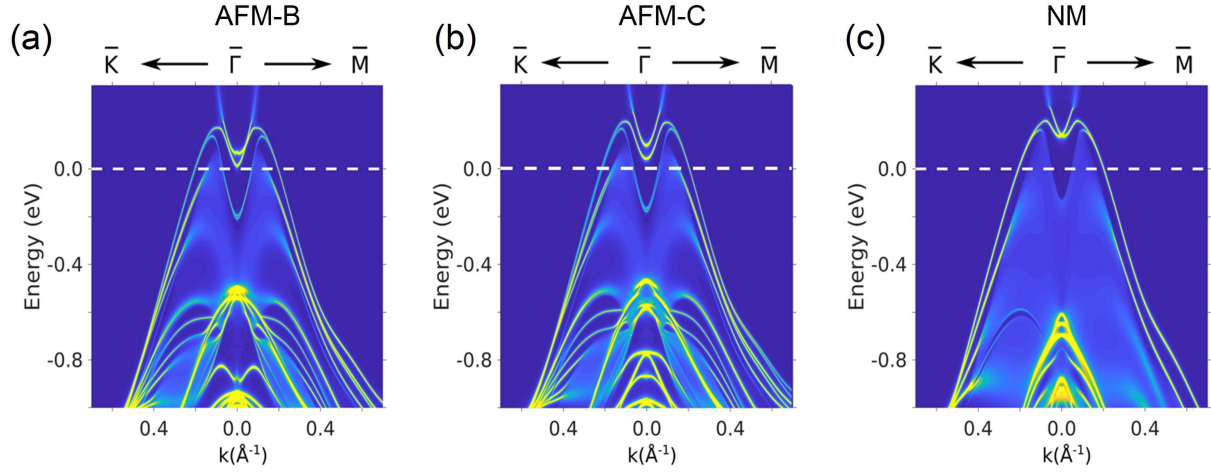 AFM-B
AFM-C
NM
(a)
(b)
(c)
K̅ Γ̅ M̅
K̅ Γ̅ M̅
K̅ Γ̅ M̅
Energy (eV)
0.0
-0.4
-0.8
0.4 0.0 0.4
k(Å⁻¹)
Energy (eV)
0.0
-0.4
-0.8
0.4 0.0 0.4
k(Å⁻¹)
Energy (eV)
0.0
-0.4
-0.8
0.4 0.0 0.4
k(Å⁻¹)